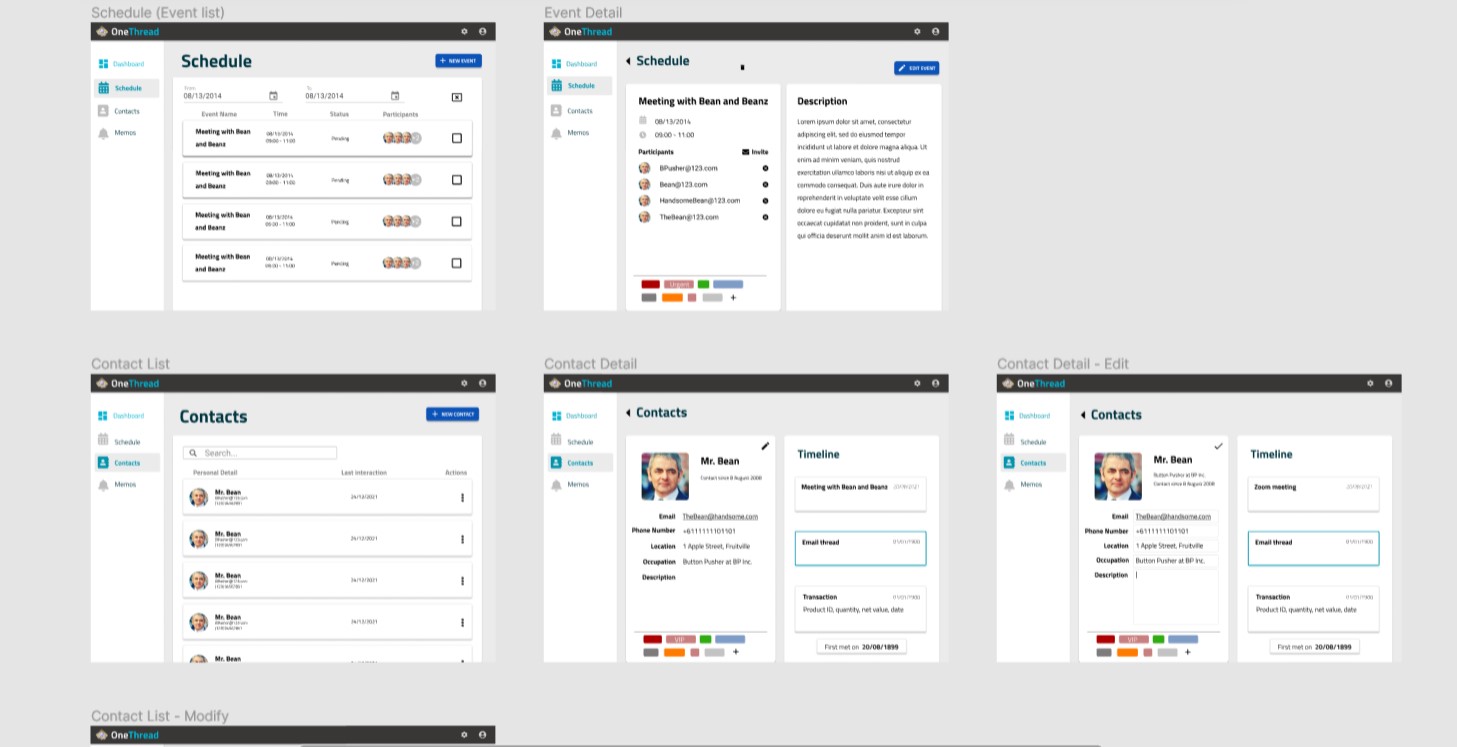 Schedule (Event list)
OneThread
Dashboard
Schedule
Contacts
Memos
Schedule
+ NEW EVENT
From
08/13/2014
To
08/13/2014
Event Name Time Status Participants
Meeting with Bean and Beanz
08/13/2014
09:00 - 11:00
Pending
Meeting with Bean and Beanz
08/13/2014
09:00 - 11:00
Pending
Meeting with Bean and Beanz
08/13/2014
09:00 - 11:00
Pending
Meeting with Bean and Beanz
08/13/2014
09:00 - 11:00
Pending
Event Detail
OneThread
Dashboard
Schedule
Contacts
Memos
Schedule
EDIT EVENT
Meeting with Bean and Beanz
08/13/2014
09:00 - 11:00
Participants Invite
BPusher@123.com
Bean@123.com
HandsomeBean@123.com
TheBean@123.com
Urgent
+
Description
Lorem ipsum dolor sit amet, consectetur
adipiscing elit, sed do eiusmod tempor
incididunt ut labore et dolore magna aliqua. Ut
enim ad minim veniam, quis nostrud
exercitation ullamco laboris nisi ut aliquip ex ea
commodo consequat. Duis aute irure dolor in
reprehenderit in voluptate velit esse cillum
dolore eu fugiat nulla pariatur. Excepteur sint
occaecat cupidatat non proident, sunt in culpa
qui officia deserunt mollit anim id est laborum.
Contact List
OneThread
Dashboard
Schedule
Contacts
Memos
Contacts
+ NEW CONTACT
Search...
Personal Detail Last interaction Actions
Mr. Bean
24/12/2021
Mr. Bean
24/12/2021
Mr. Bean
24/12/2021
Mr. Bean
24/12/2021
Mr. Bean
Contact Detail
OneThread
Dashboard
Schedule
Contacts
Memos
Contacts
Mr. Bean
Contact since 8 August 2008
Email TheBean@handsome.com
Phone Number +6111111101101
Location 1 Apple Street, Fruitville
Occupation Button Pusher at BP Inc.
Description
VIP
+
Timeline
Meeting with Bean and Beans
Email thread 01/01/1900
Transaction 01/01/1900
Product ID, quantity, net value, date
First met on 20/08/1899
Contact Detail - Edit
OneThread
Dashboard
Schedule
Contacts
Memos
Contacts
Mr. Bean
Button Pusher at BP Inc.
Contact since 8 August 2008
Email TheBean@handsome.com
Phone Number +6111111101101
Location 1 Apple Street, Fruitville
Occupation Button Pusher at BP Inc.
Description
VIP
+
Timeline
Zoom meeting
Email thread 01/01/1900
Transaction 01/01/1900
Product ID, quantity, net value, date
First met on 20/08/1899
Contact List - Modify
OneThread